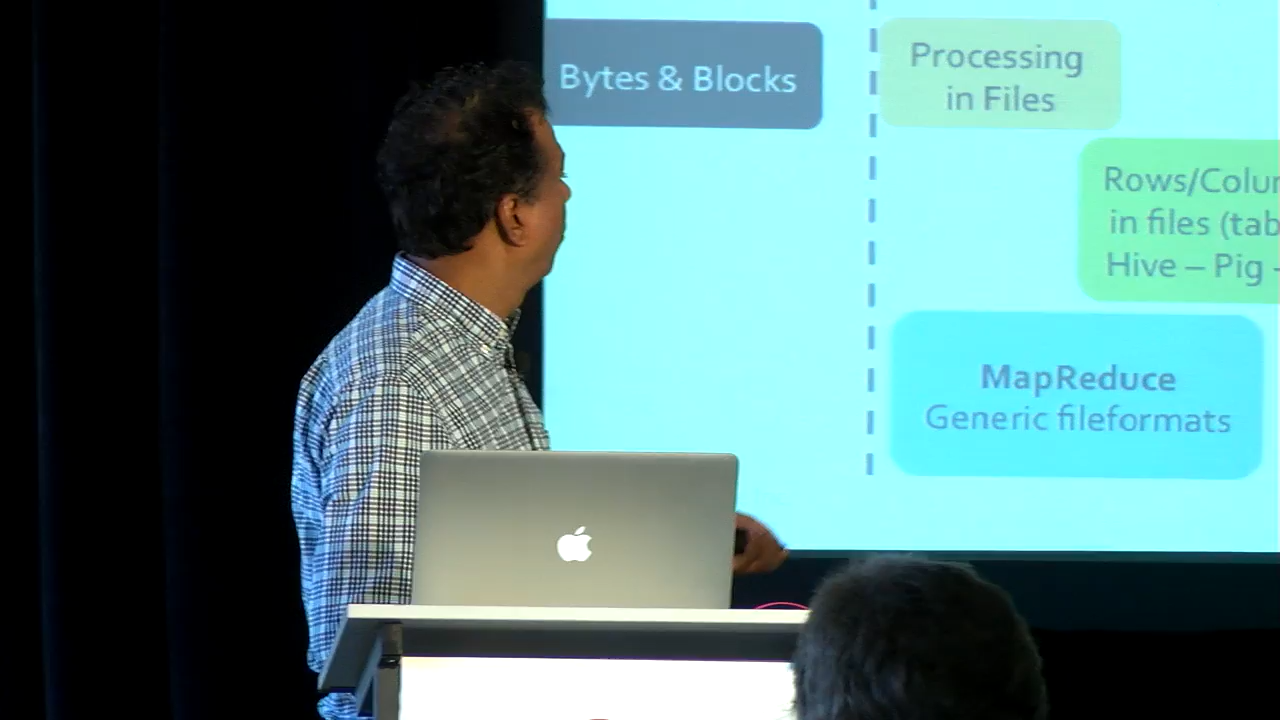 Bytes & Blocks
Processing
in Files
Rows/Colu
in files (tab
Hive – Pig -
MapReduce
Generic fileformats